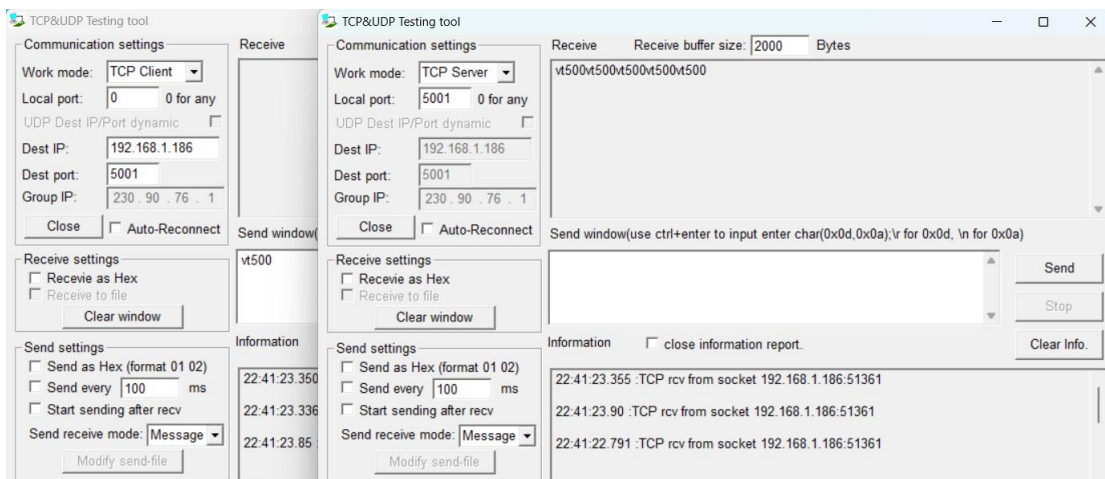 TCP&UDP Testing tool
Communication settings
Receive
Work mode: TCP Client
Local port: 0 0 for any
UDP Dest IP/Port dynamic
Dest IP: 192.168.1.186
Dest port: 5001
Group IP: 230 . 90 . 76 . 1
Close Auto-Reconnect
Send window(
Receive settings
vt500
Recevie as Hex
Receive to file
Clear window
Send settings
Information
Send as Hex (format 01 02)
Send every 100 ms
22:41:23.350
Start sending after recv
22:41:23.336
Send receive mode: Message
22:41:23.85 :
Modify send-file
TCP&UDP Testing tool
Communication settings
Receive Receive buffer size: 2000 Bytes
Work mode: TCP Server
vt500vt500vt500vt500vt500
Local port: 5001 0 for any
UDP Dest IP/Port dynamic
Dest IP: 192.168.1.186
Dest port: 5001
Group IP: 230 . 90 . 76 . 1
Close Auto-Reconnect
Send window(use ctrl+enter to input enter char(0x0d,0x0a);\r for 0x0d, \n for 0x0a)
Receive settings
Recevie as Hex
Receive to file
Clear window
Send
Stop
Send settings
Information close information report. Clear Info.
Send as Hex (format 01 02)
Send every 100 ms
22:41:23.355 :TCP rcv from socket 192.168.1.186:51361
Start sending after recv
22:41:23.90 :TCP rcv from socket 192.168.1.186:51361
Send receive mode: Message
22:41:22.791 :TCP rcv from socket 192.168.1.186:51361
Modify send-file